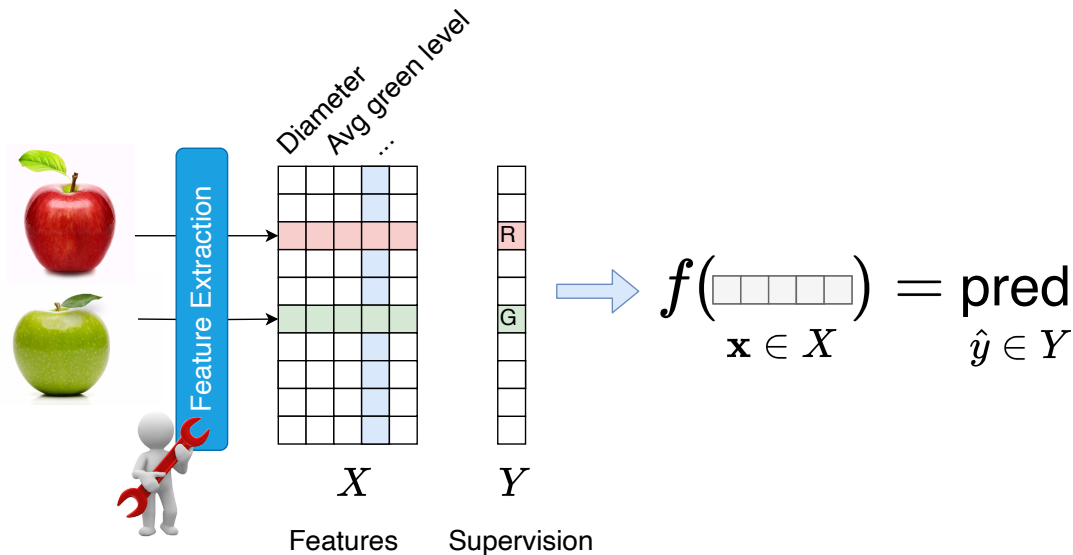 Diameter
Avg green level
...
Feature Extraction
R
G
f( ) = pred
x ∈ X
ŷ ∈ Y
X
Y
Features
Supervision